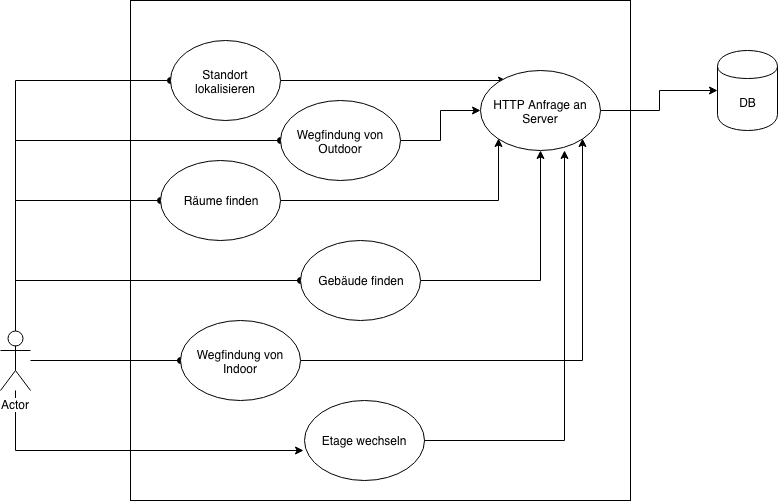 Standort
lokalisieren
HTTP Anfrage an
Server
DB
Wegfindung von
Outdoor
Räume finden
Gebäude finden
Wegfindung von
Indoor
Actor
Etage wechseln